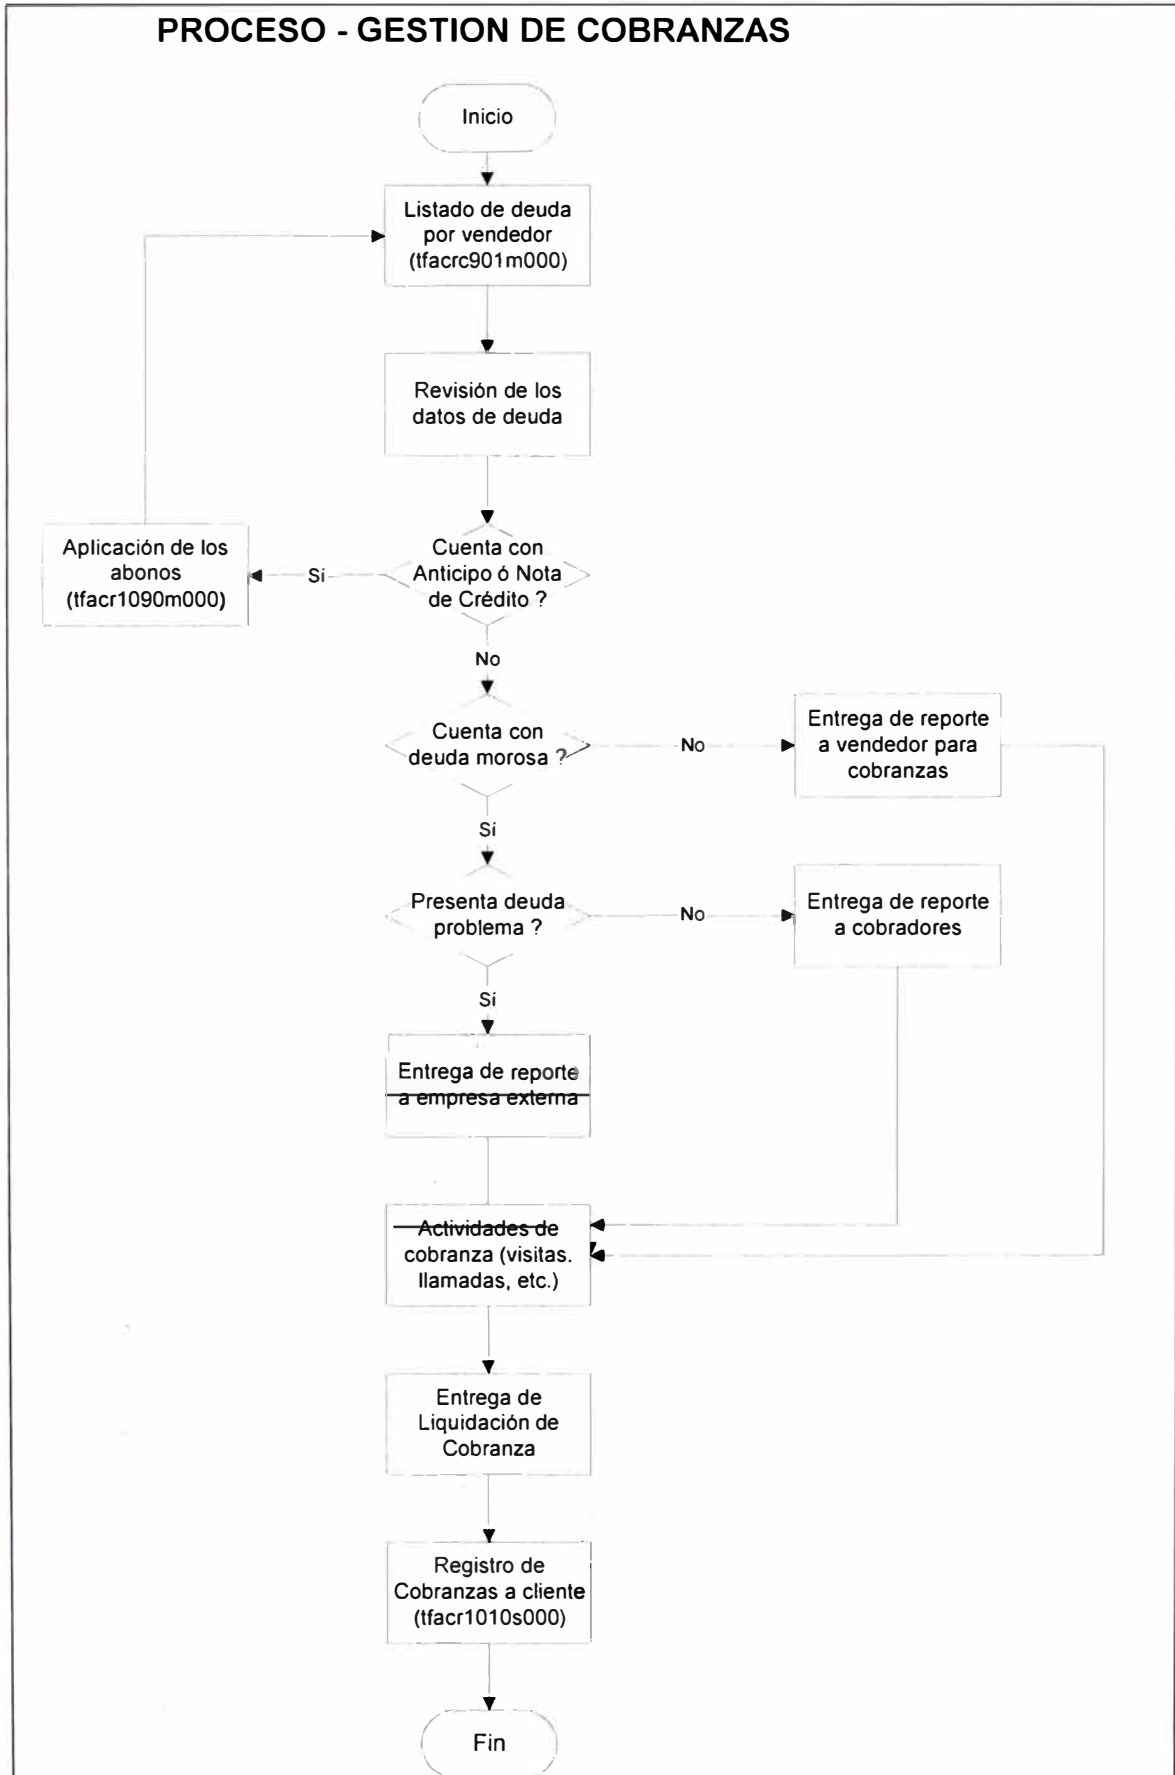 PROCESO - GESTION DE COBRANZAS
Inicio
Listado de deuda
por vendedor
(tfacrc901m000)
Revisión de los
datos de deuda
Aplicación de los
abonos
(tfacr1090m000)
Sí
Cuenta con
Anticipo ó Nota
de Crédito ?
No
Cuenta con
deuda morosa ?
No
Entrega de reporte
a vendedor para
cobranzas
Sí
Presenta deuda
problema ?
No
Entrega de reporte
a cobradores
Sí
Entrega de reporte
a empresa externa
Actividades de
cobranza (visitas.
llamadas, etc.)
Entrega de
Liquidación de
Cobranza
Registro de
Cobranzas a cliente
(tfacr1010s000)
Fin